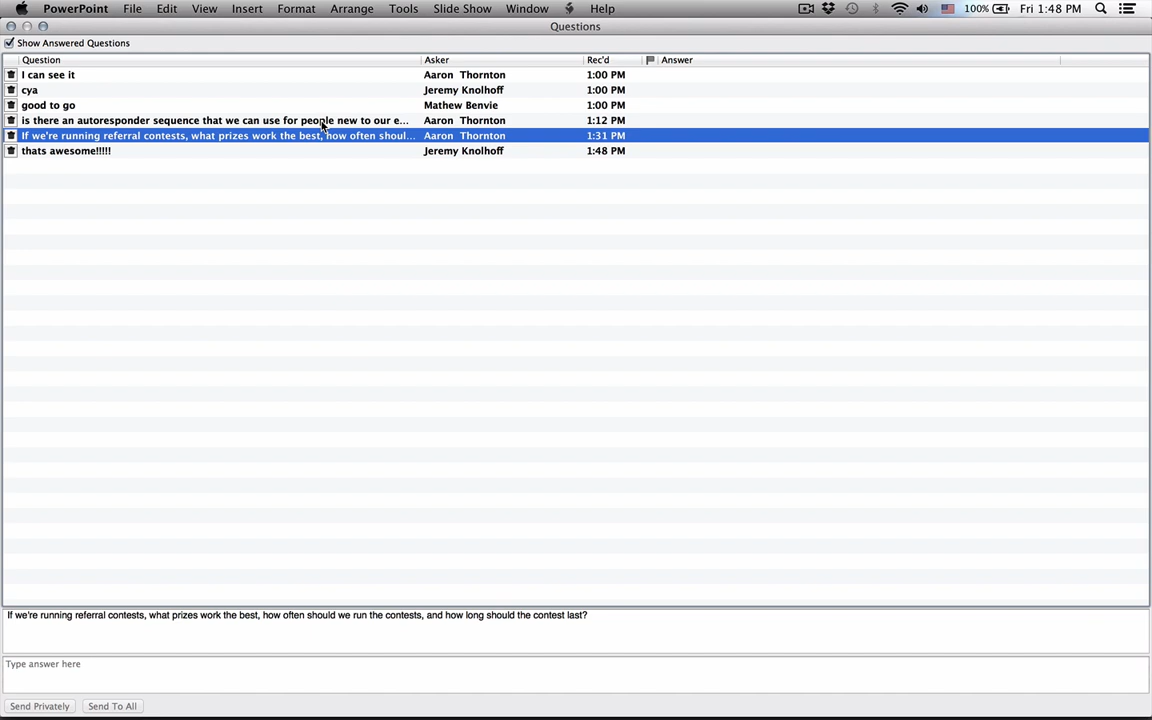 PowerPoint File Edit View Insert Format Arrange Tools Slide Show Window Help 100% Fri 1:48 PM
Questions
Show Answered Questions
Question Asker Rec'd Answer
I can see it Aaron Thornton 1:00 PM
cya Jeremy Knolhoff 1:00 PM
good to go Mathew Benvie 1:00 PM
is there an autoresponder sequence that we can use for people new to our e... Aaron Thornton 1:12 PM
If we're running referral contests, what prizes work the best, how often shoul... Aaron Thornton 1:31 PM
thats awesome!!!!! Jeremy Knolhoff 1:48 PM
If we're running referral contests, what prizes work the best, how often should we run the contests, and how long should the contest last?
Type answer here
Send Privately Send To All